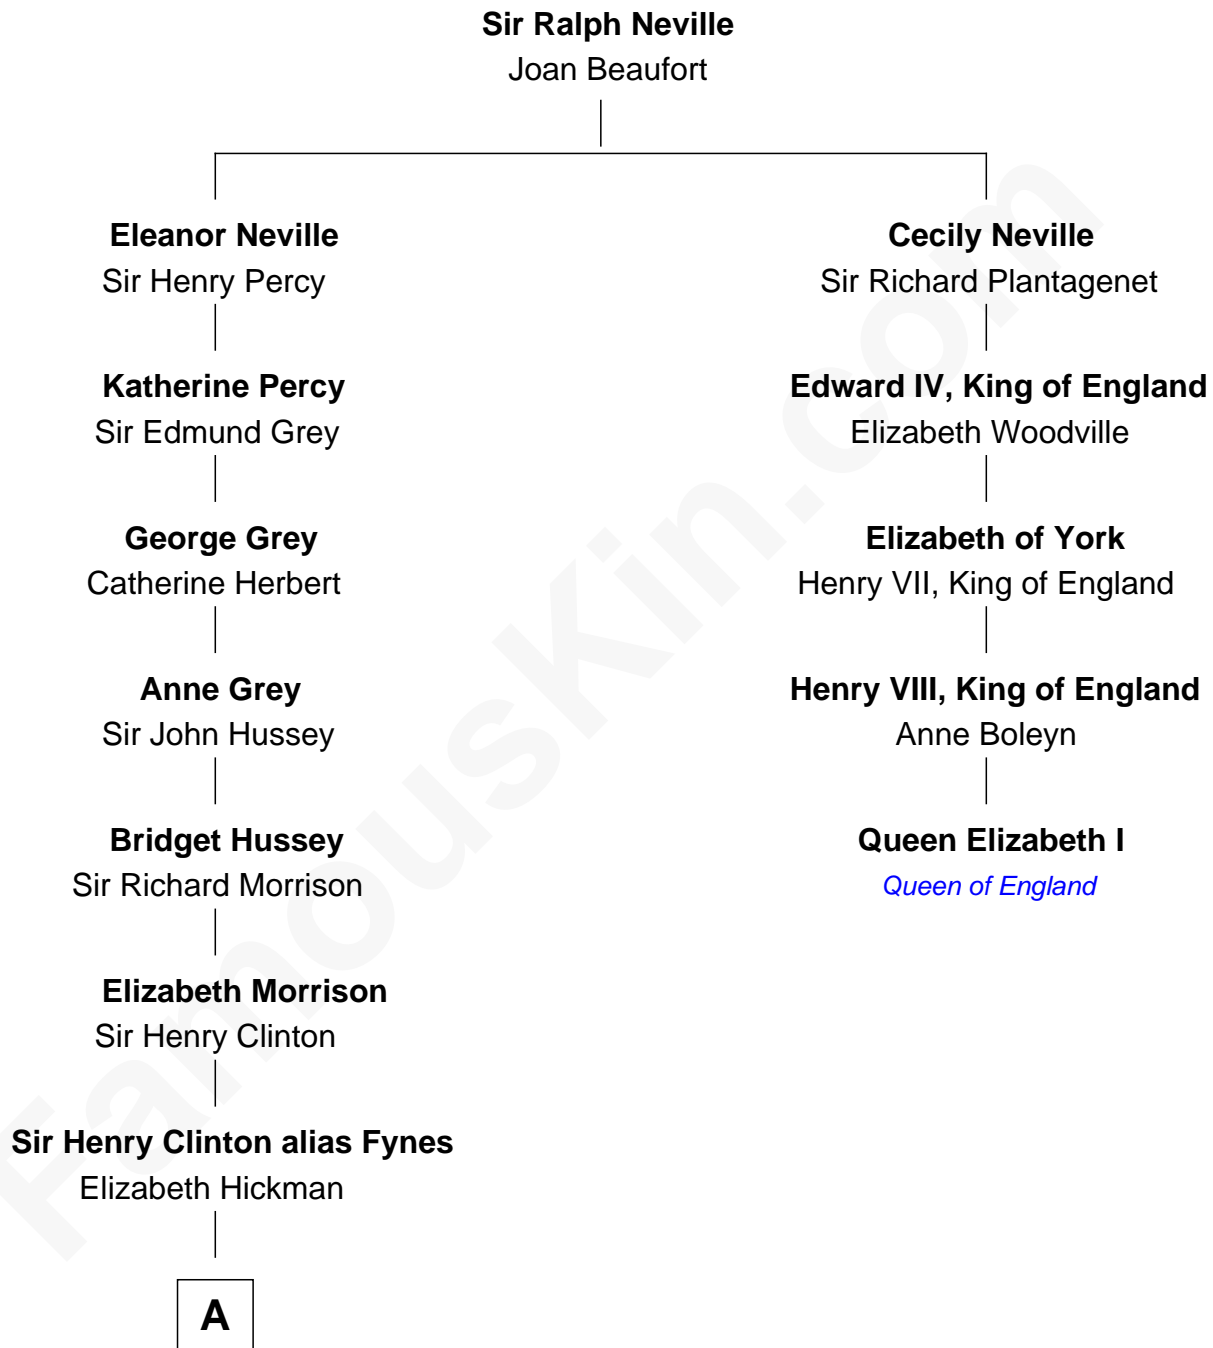 Sir Ralph Neville
Joan Beaufort
Eleanor Neville
Sir Henry Percy
Cecily Neville
Sir Richard Plantagenet
Katherine Percy
Sir Edmund Grey
Edward IV, King of England
Elizabeth Woodville
George Grey
Catherine Herbert
Elizabeth of York
Henry VII, King of England
Anne Grey
Sir John Hussey
Henry VIII, King of England
Anne Boleyn
Bridget Hussey
Sir Richard Morrison
Queen Elizabeth I
Queen of England
Elizabeth Morrison
Sir Henry Clinton
Sir Henry Clinton alias Fynes
Elizabeth Hickman
A
FamousKin.com